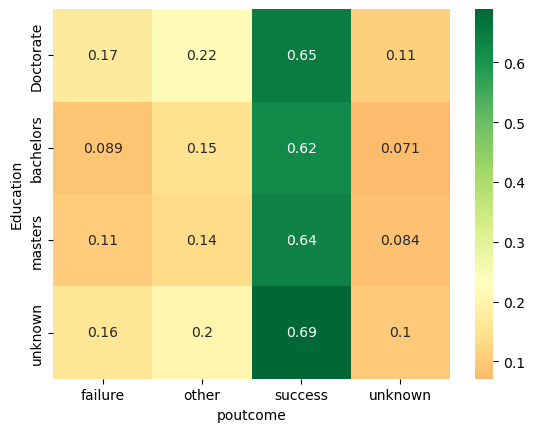 Education
Doctorate 0.17 0.22 0.65 0.11
bachelors 0.089 0.15 0.62 0.071
masters 0.11 0.14 0.64 0.084
unknown 0.16 0.2 0.69 0.1
failure other success unknown
poutcome
0.6
0.5
0.4
0.3
0.2
0.1